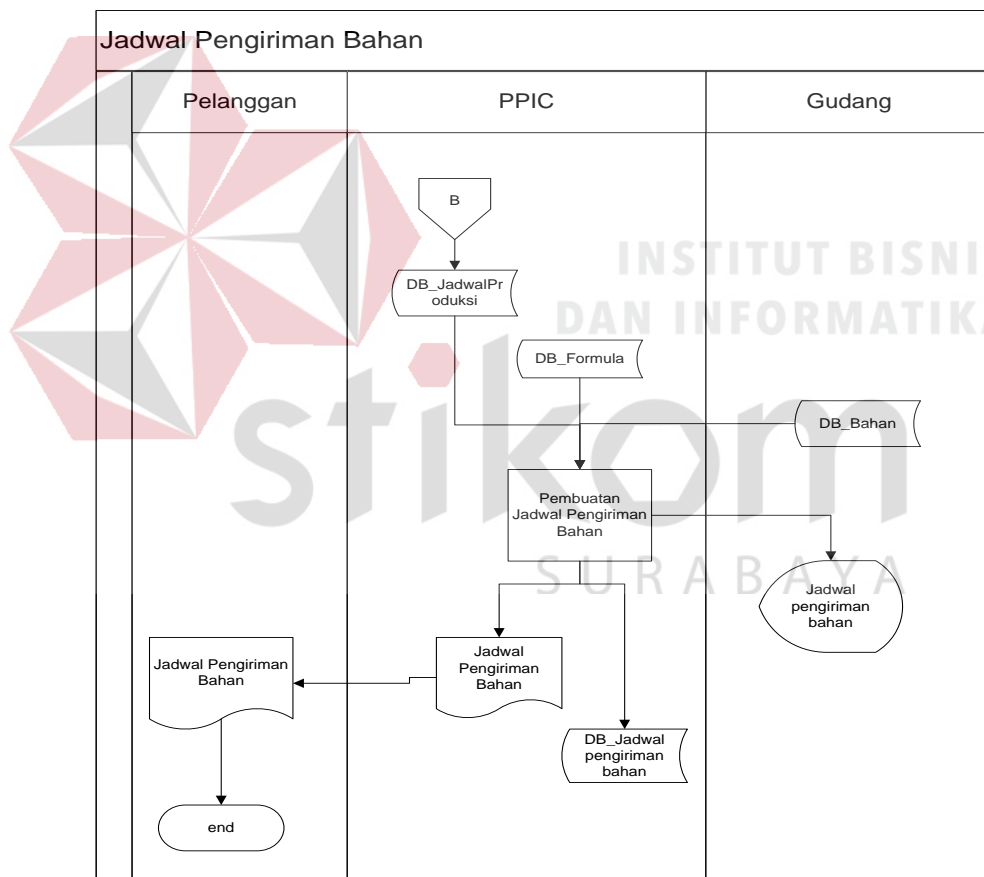 Jadwal Pengiriman Bahan
Pelanggan
PPIC
Gudang
B
DB_JadwalPr
oduksi
INSTITUT BISNI
DAN INFORMATIKA
DB_Formula
stikom
DB_Bahan
Pembuatan
Jadwal Pengiriman
Bahan
SURABAYA
Jadwal
pengiriman
bahan
Jadwal Pengiriman
Bahan
Jadwal
Pengiriman
Bahan
DB_Jadwal
pengiriman
bahan
end